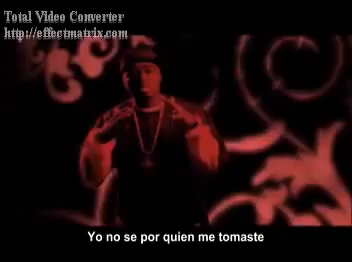 Total Video Converter
http://effectmatrix.com
Yo no se por quien me tomaste